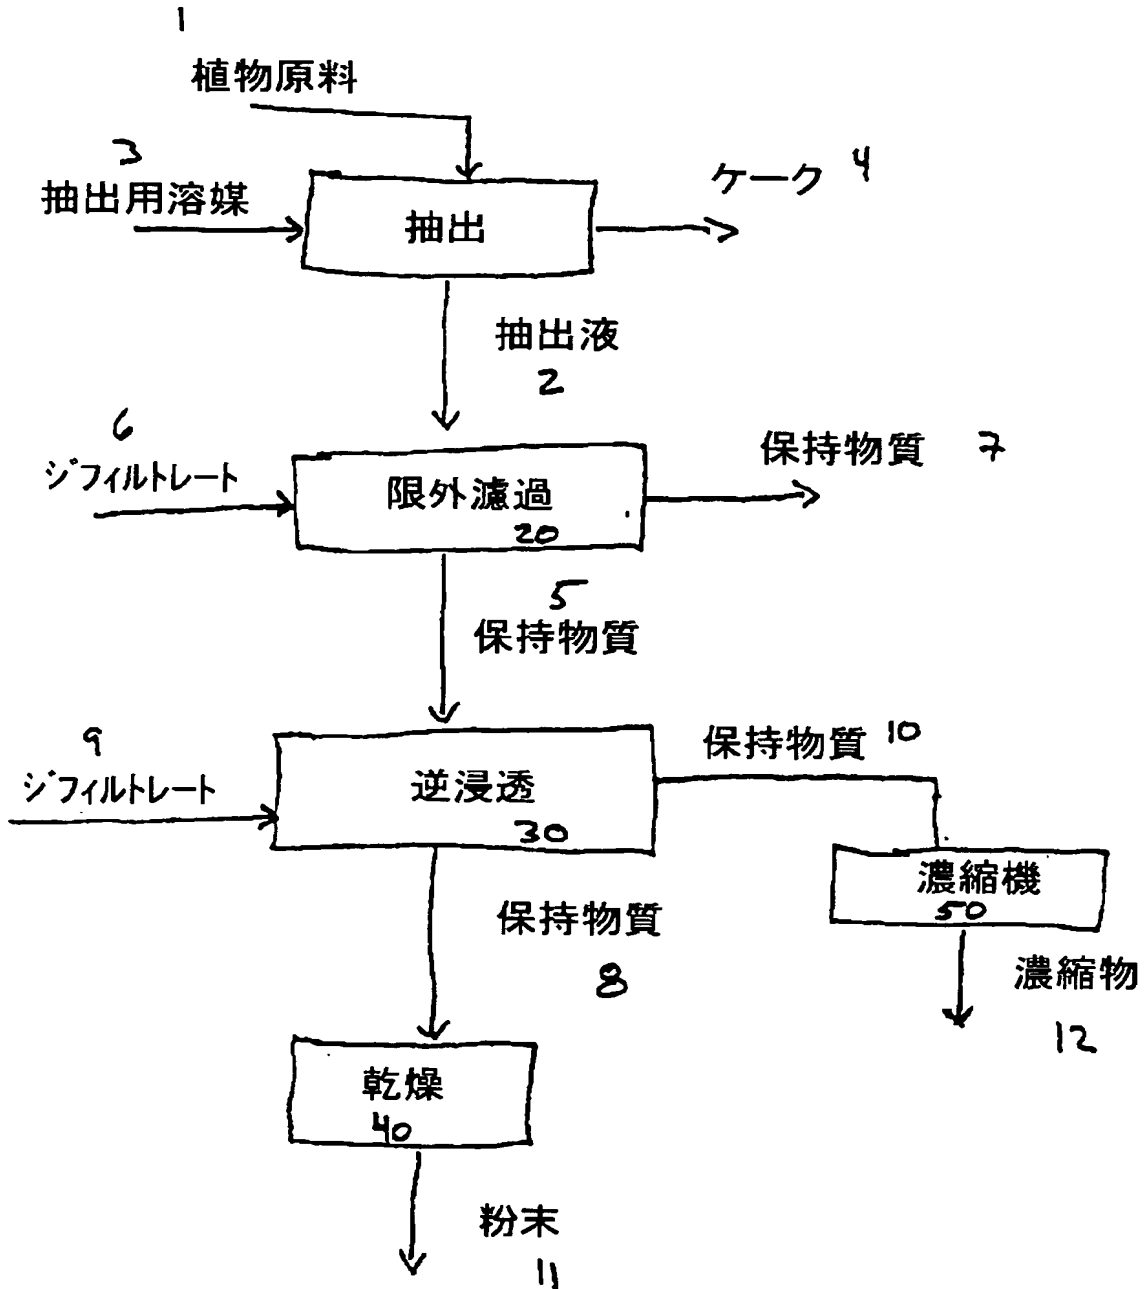 1
植物原料
3
抽出用溶媒
抽出
ケーク 4
抽出液
2
6
ジフィルトレート
限外濾過
20
保持物質 7
5
保持物質
9
ジフィルトレート
逆浸透
30
保持物質 10
濃縮機
50
保持物質
8
濃縮物
12
乾燥
40
粉末
11